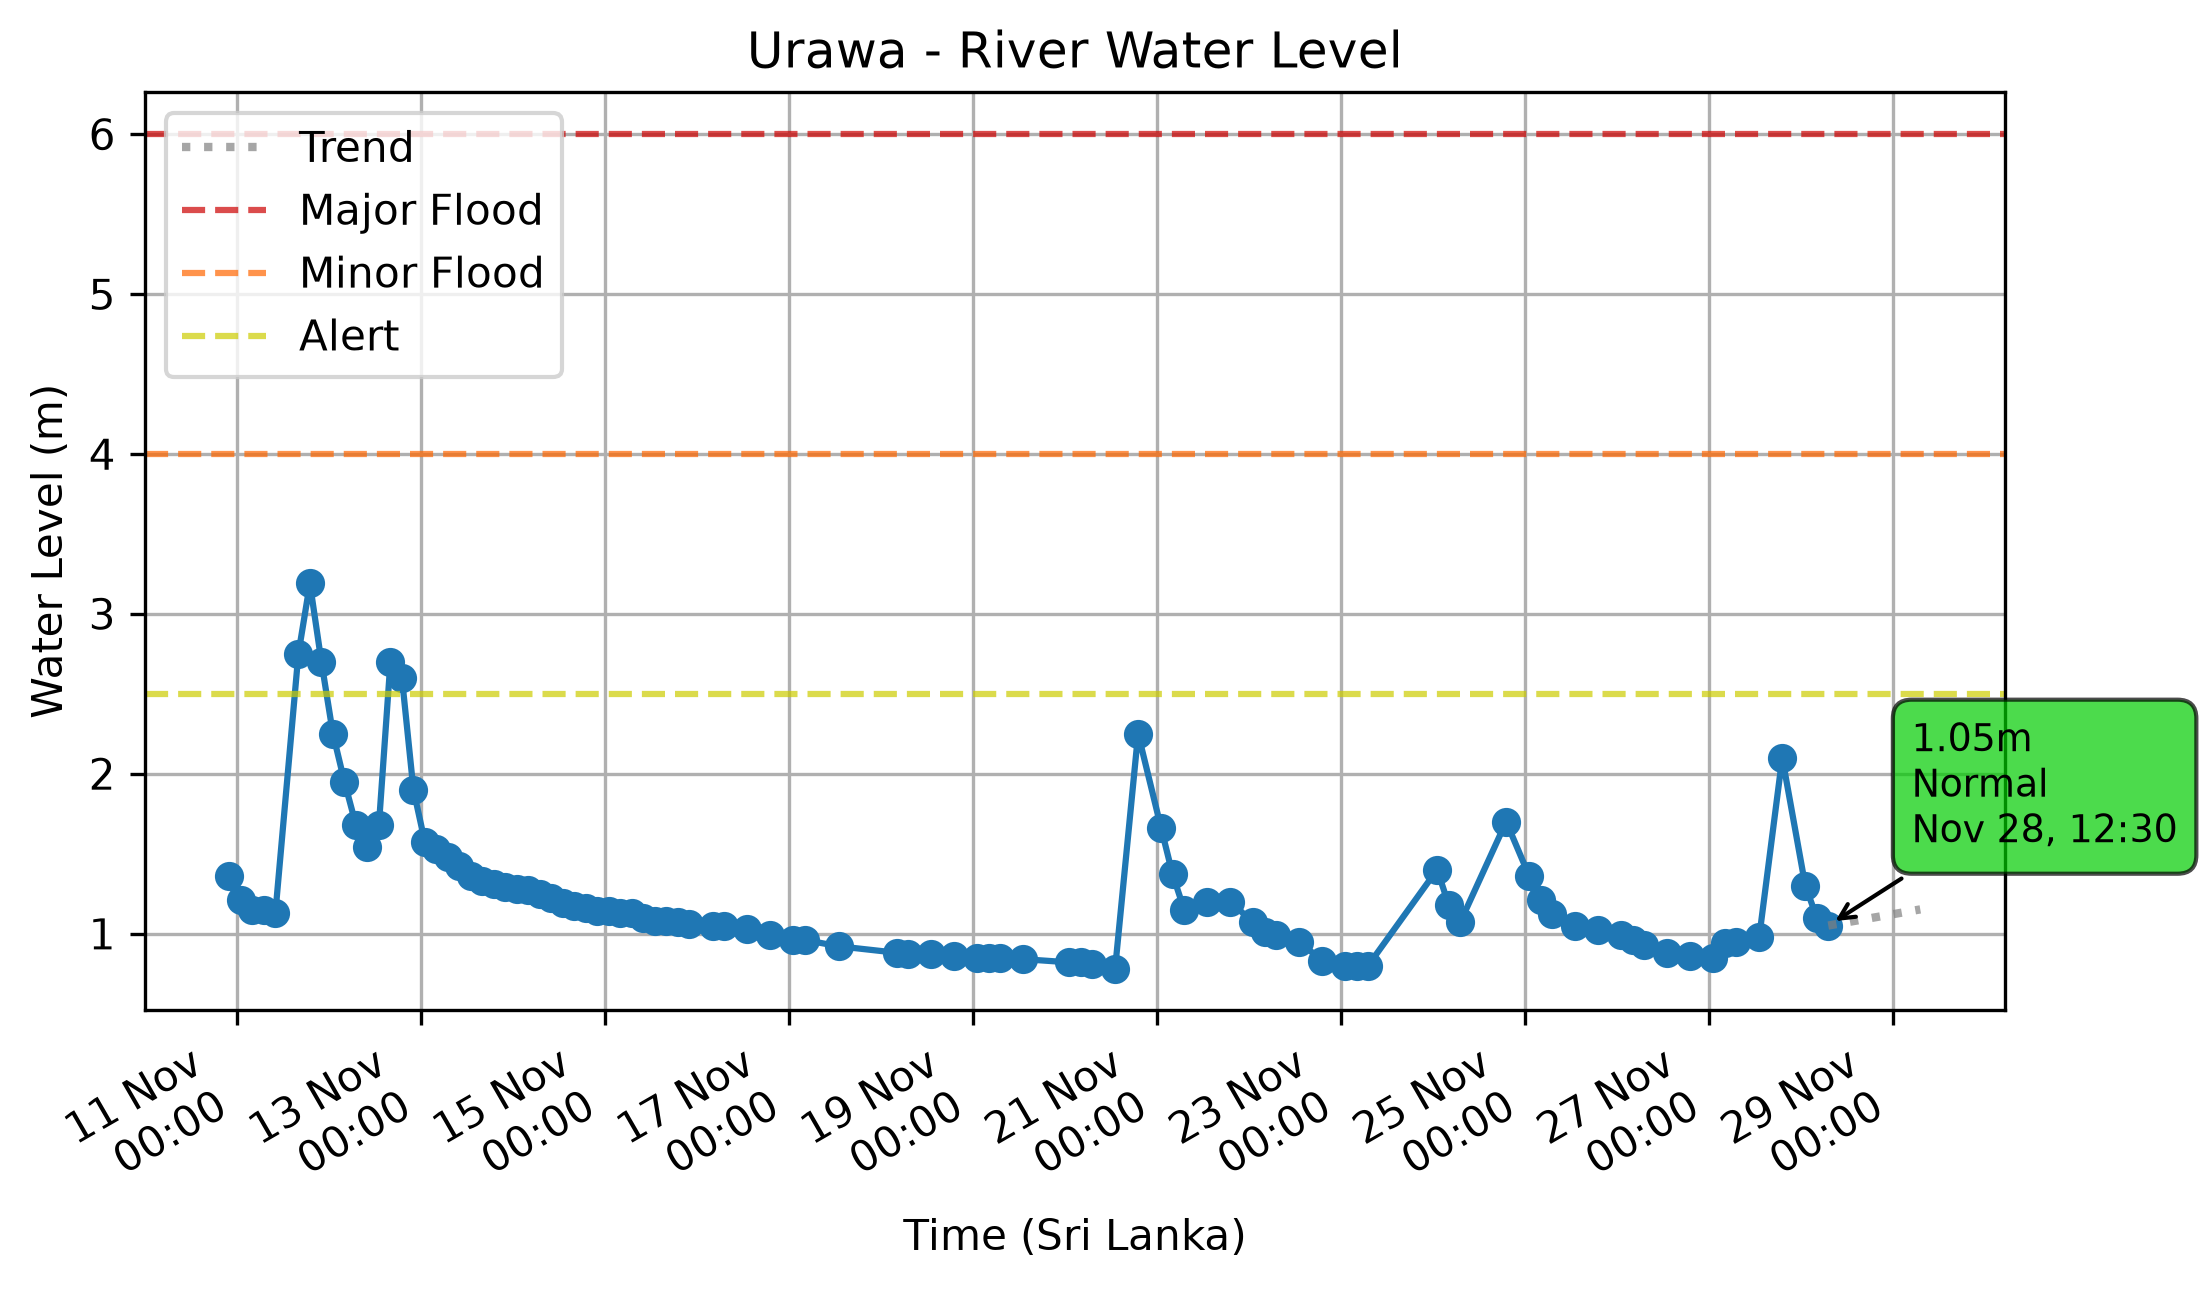 Urawa - River Water Level
Trend
Major Flood
Minor Flood
Alert
6
5
4
3
2
1
Water Level (m)
1.05m
Normal
Nov 28, 12:30
11 Nov
00:00
13 Nov
00:00
15 Nov
00:00
17 Nov
00:00
19 Nov
00:00
21 Nov
00:00
23 Nov
00:00
25 Nov
00:00
27 Nov
00:00
29 Nov
00:00
Time (Sri Lanka)